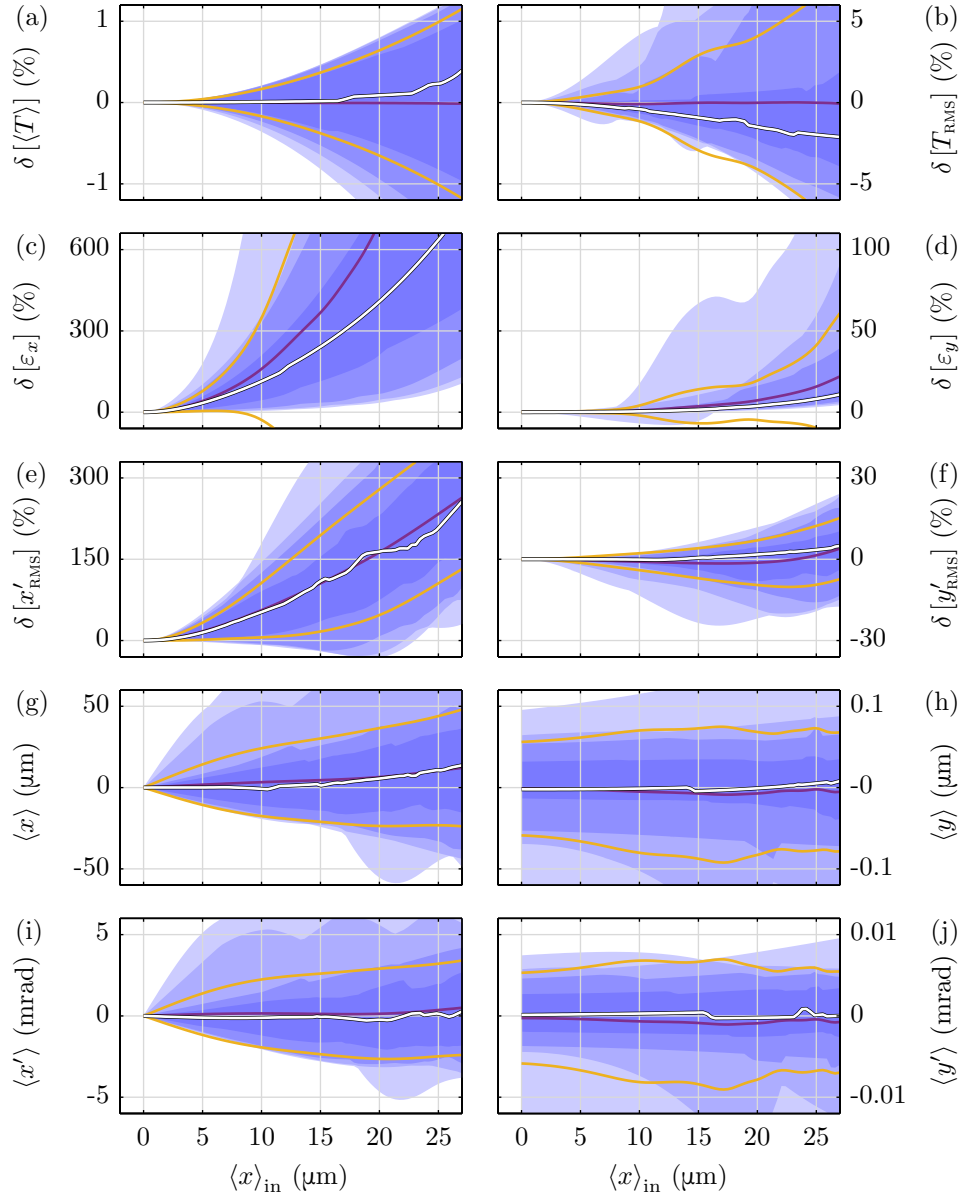 (a)
δ [⟨T⟩] (%)
1
0
-1
(b)
δ [T_RMS] (%)
5
0
-5
(c)
δ [ε_x] (%)
600
300
0
(d)
δ [ε_y] (%)
100
50
0
(e)
δ [x′_RMS] (%)
300
150
0
(f)
δ [y′_RMS] (%)
30
0
-30
(g)
⟨x⟩ (µm)
50
0
-50
(h)
⟨y⟩ (µm)
0.1
-0
-0.1
(i)
⟨x′⟩ (mrad)
5
0
-5
(j)
⟨y′⟩ (mrad)
0.01
0
-0.01
0 5 10 15 20 25
⟨x⟩_in (µm)
0 5 10 15 20 25
⟨x⟩_in (µm)